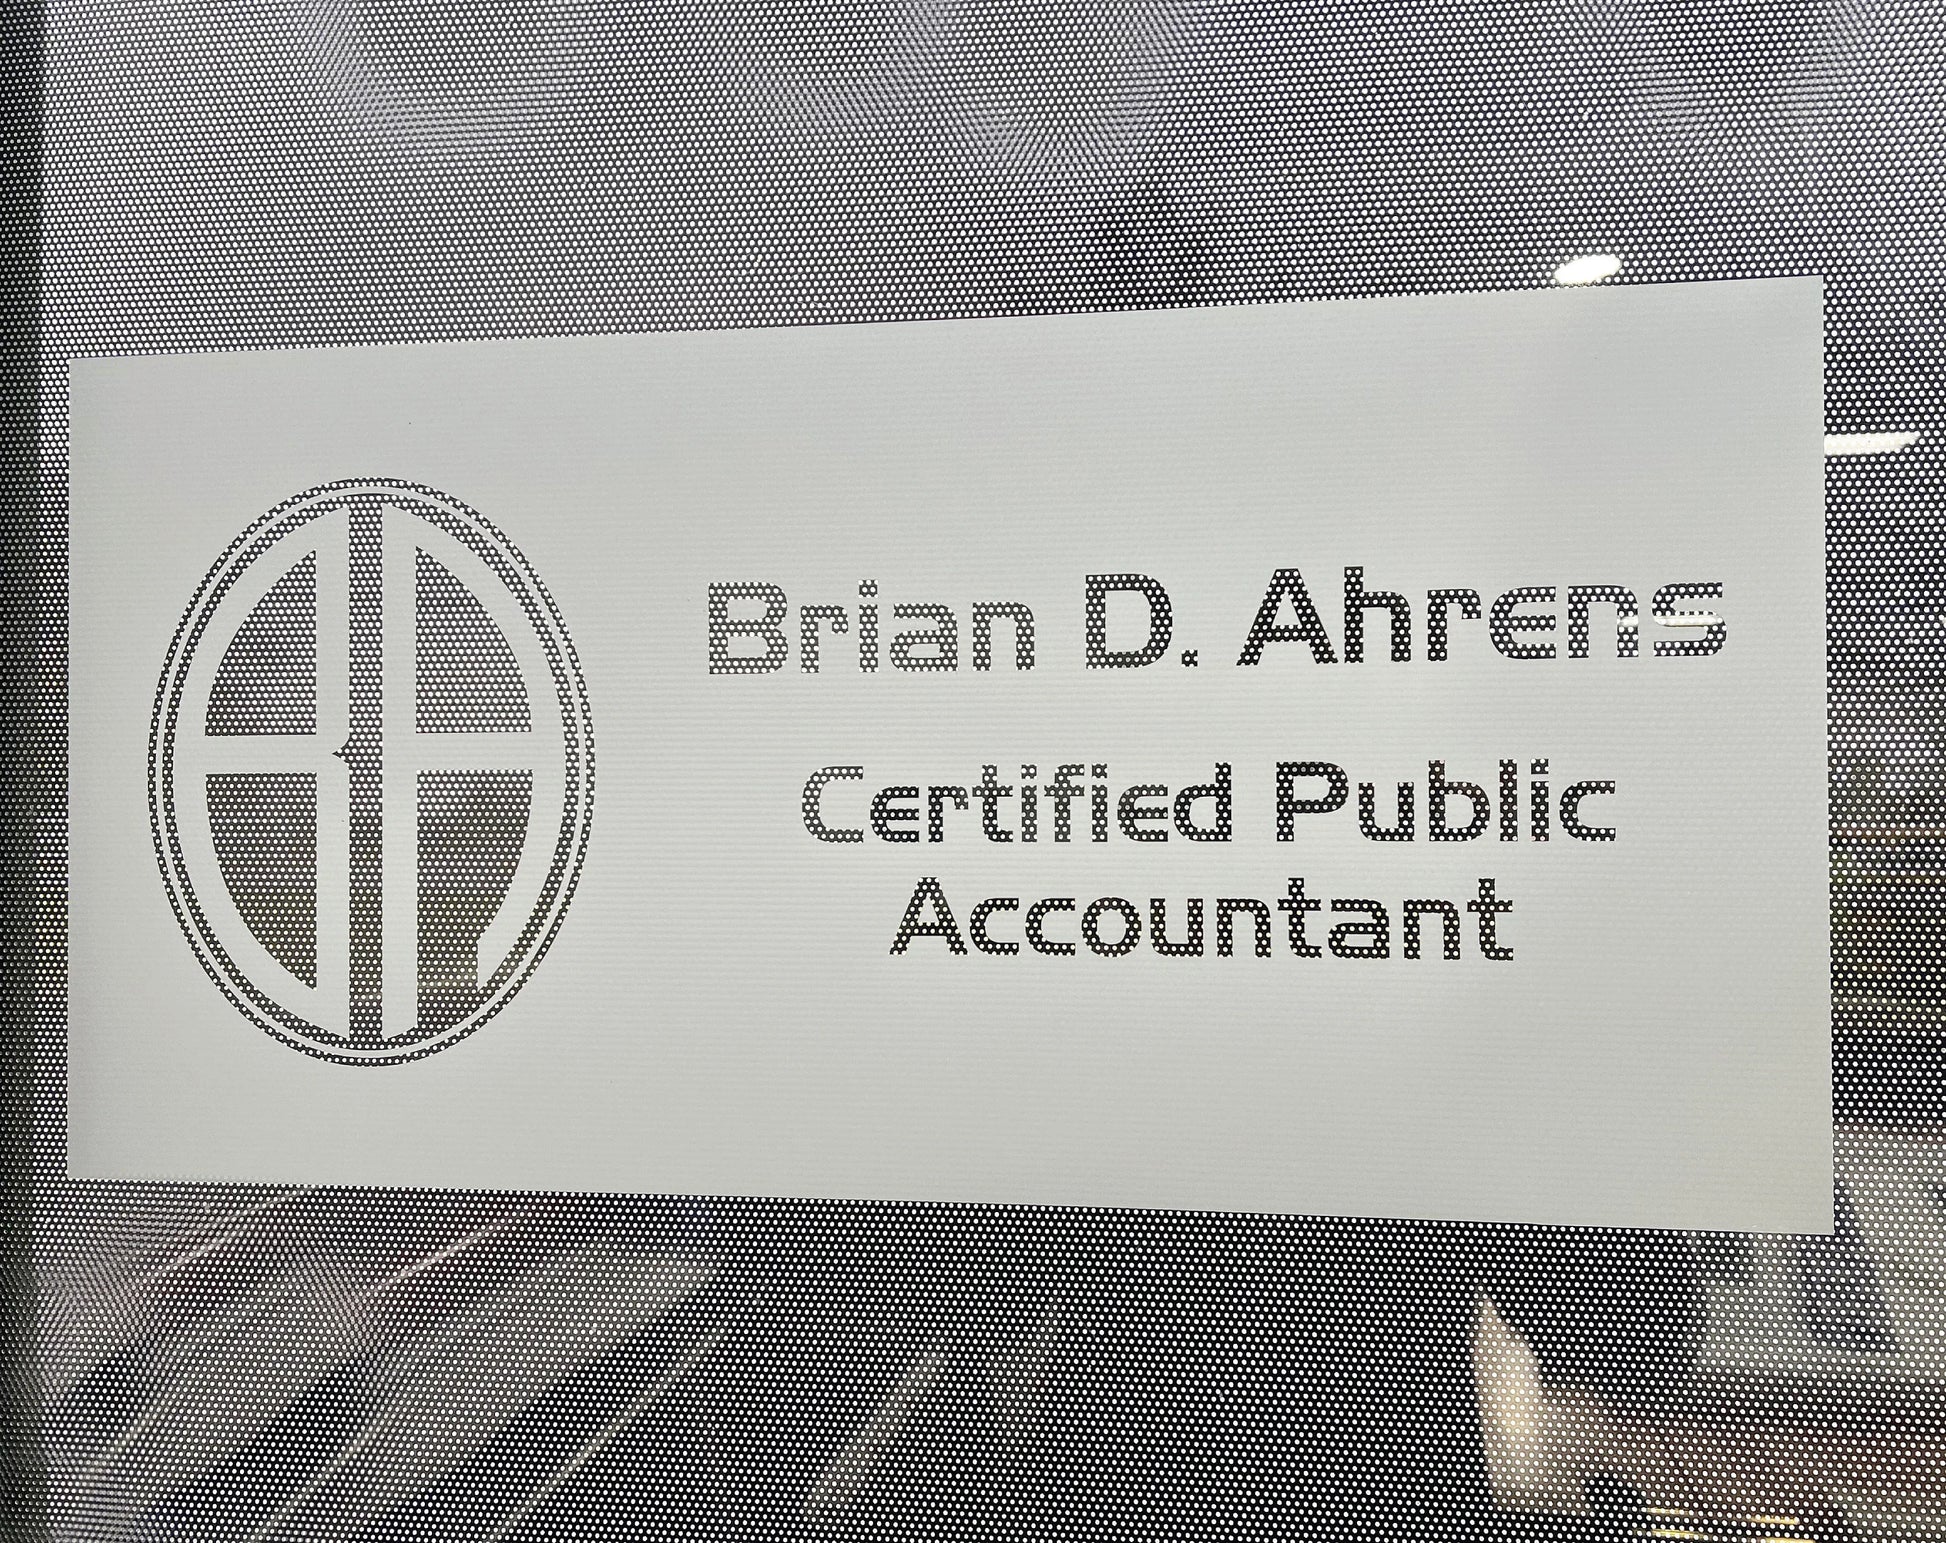 Brian D. Ahrens
Certified Public
Accountant